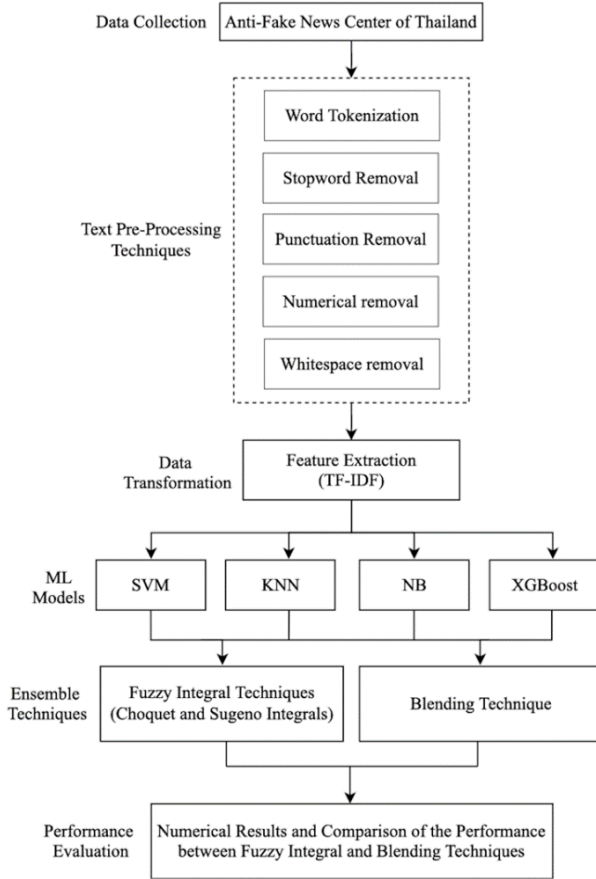 Data Collection
Anti-Fake News Center of Thailand
Word Tokenization
Stopword Removal
Text Pre-Processing
Techniques
Punctuation Removal
Numerical removal
Whitespace removal
Data
Transformation
Feature Extraction
(TF-IDF)
ML
Models
SVM
KNN
NB
XGBoost
Ensemble
Techniques
Fuzzy Integral Techniques
(Choquet and Sugeno Integrals)
Blending Technique
Performance
Evaluation
Numerical Results and Comparison of the Performance
between Fuzzy Integral and Blending Techniques